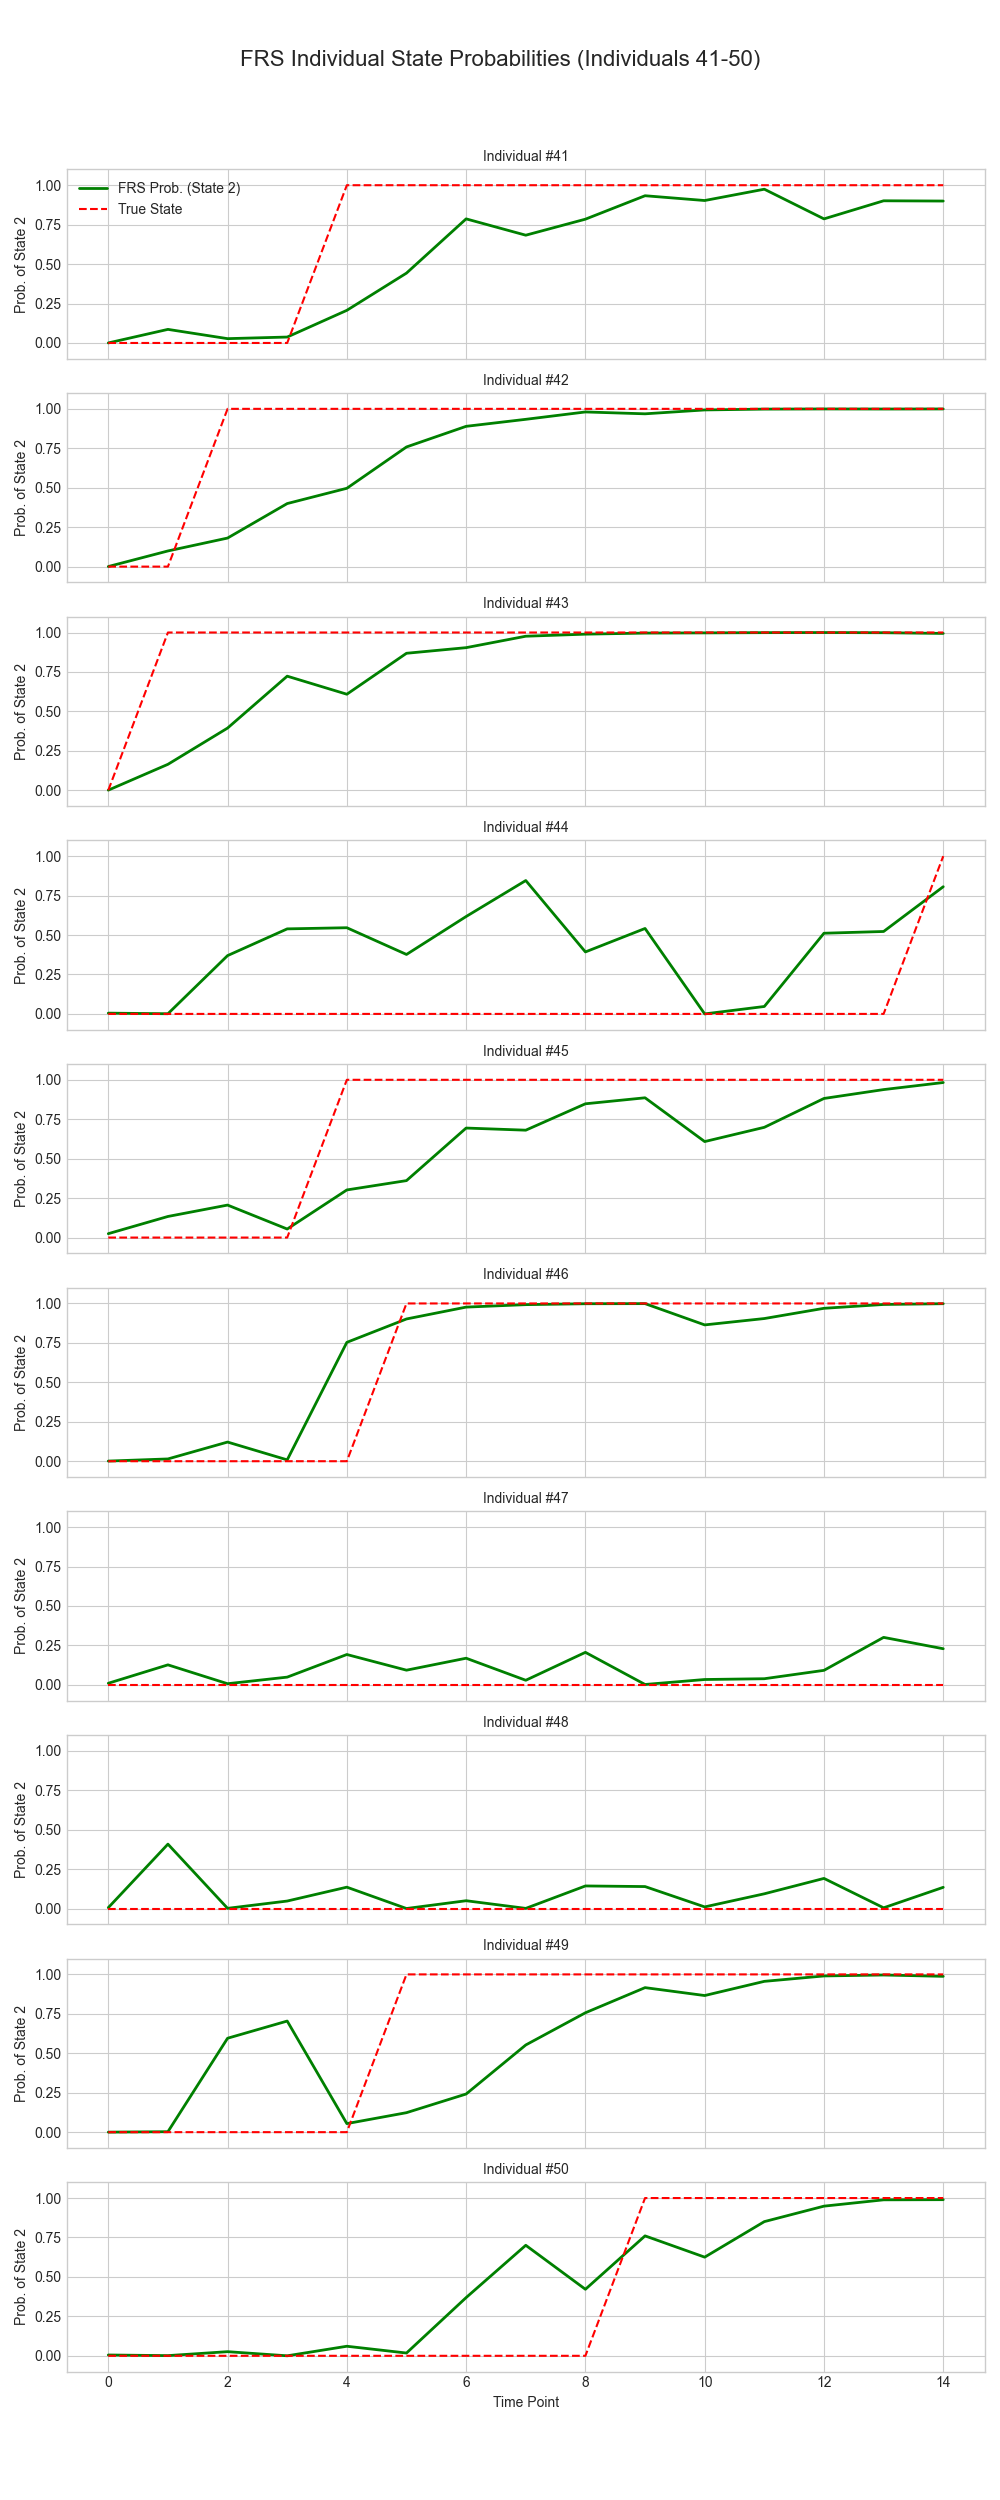 FRS Individual State Probabilities (Individuals 41-50)
Individual #41
FRS Prob. (State 2)
True State
Prob. of State 2
1.00
0.75
0.50
0.25
0.00
Individual #42
Prob. of State 2
1.00
0.75
0.50
0.25
0.00
Individual #43
Prob. of State 2
1.00
0.75
0.50
0.25
0.00
Individual #44
Prob. of State 2
1.00
0.75
0.50
0.25
0.00
Individual #45
Prob. of State 2
1.00
0.75
0.50
0.25
0.00
Individual #46
Prob. of State 2
1.00
0.75
0.50
0.25
0.00
Individual #47
Prob. of State 2
1.00
0.75
0.50
0.25
0.00
Individual #48
Prob. of State 2
1.00
0.75
0.50
0.25
0.00
Individual #49
Prob. of State 2
1.00
0.75
0.50
0.25
0.00
Individual #50
Prob. of State 2
1.00
0.75
0.50
0.25
0.00
0 2 4 6 8 10 12 14
Time Point